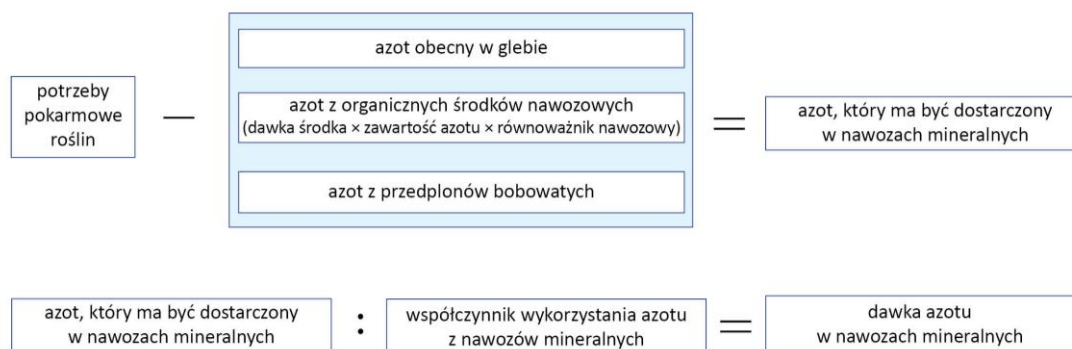 azot obecny w glebie
potrzeby
pokarmowe
roślin
—
azot z organicznych środków nawozowych
(dawka środka × zawartość azotu × równoważnik nawozowy)
=
azot, który ma być dostarczony
w nawozach mineralnych
azot z przedplonów bobowatych
azot, który ma być dostarczony
w nawozach mineralnych
:
współczynnik wykorzystania azotu
z nawozów mineralnych
=
dawka azotu
w nawozach mineralnych